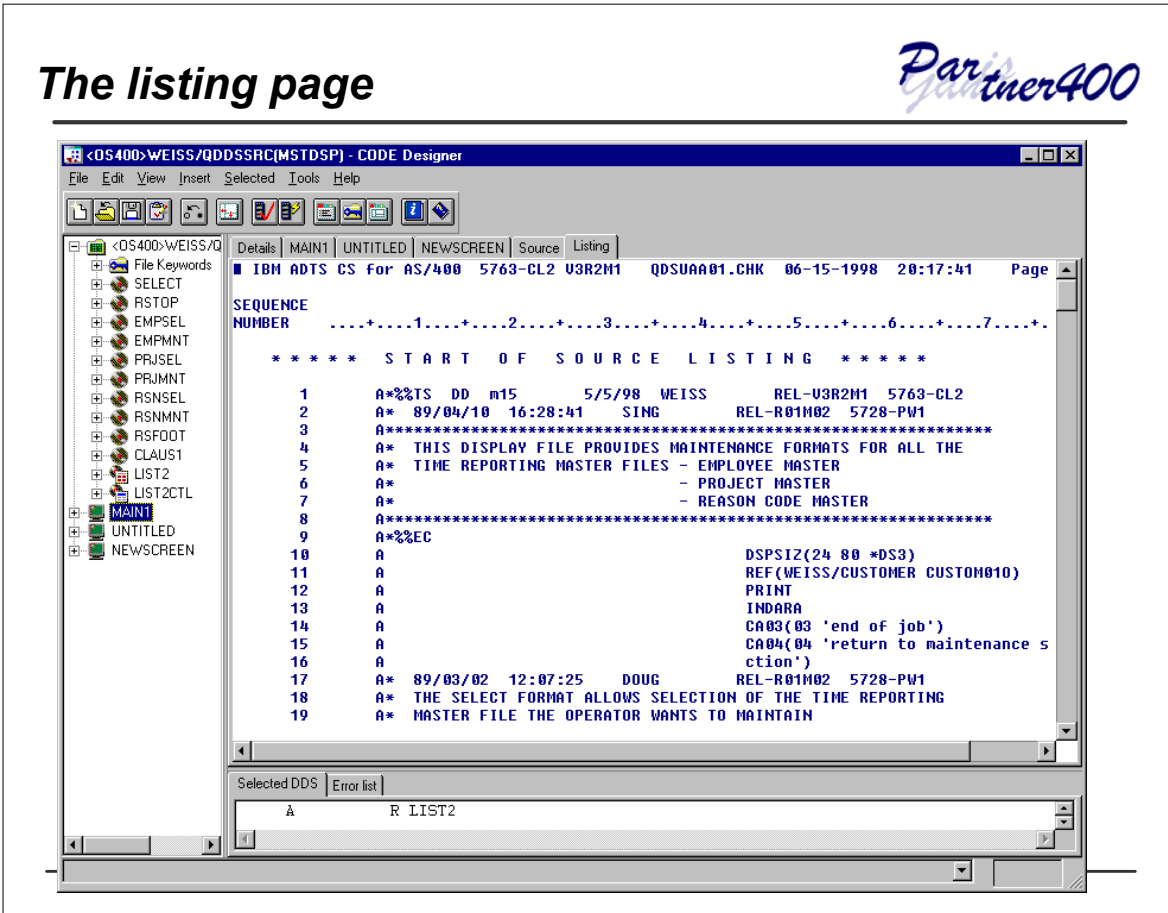 The listing page
Paris
Gantner
Partner400
<OS400>WEISS/QDDSSRC(MSTDSP) - CODE Designer
File Edit View Insert Selected Tools Help
<OS400>WEISS/Q
File Keywords
SELECT
RSTOP
EMPSEL
EMPMNT
PRJSEL
PRJMNT
RSNSEL
RSNMNT
RSFOOT
CLAUS1
LIST2
LIST2CTL
MAIN1
UNTITLED
NEWSCREEN
Details MAIN1 UNTITLED NEWSCREEN Source Listing
IBM ADTS CS for AS/400 5763-CL2 V3R2M1 QDSUAA01.CHK 06-15-1998 20:17:41 Page
SEQUENCE
NUMBER ....+....1....+....2....+....3....+....4....+....5....+....6....+....7....+.
* * * * * S T A R T O F S O U R C E L I S T I N G * * * * *
1 A*%%TS DD m15 5/5/98 WEISS REL-V3R2M1 5763-CL2
2 A* 89/04/10 16:28:41 SING REL-R01M02 5728-PW1
3 A****************************************************************
4 A* THIS DISPLAY FILE PROVIDES MAINTENANCE FORMATS FOR ALL THE
5 A* TIME REPORTING MASTER FILES - EMPLOYEE MASTER
6 A* - PROJECT MASTER
7 A* - REASON CODE MASTER
8 A****************************************************************
9 A*%%EC
10 A DSPSIZ(24 80 *DS3)
11 A REF(WEISS/CUSTOMER CUSTOM010)
12 A PRINT
13 A INDARA
14 A CA03(03 'end of job')
15 A CA04(04 'return to maintenance s
16 A ction')
17 A* 89/03/02 12:07:25 DOUG REL-R01M02 5728-PW1
18 A* THE SELECT FORMAT ALLOWS SELECTION OF THE TIME REPORTING
19 A* MASTER FILE THE OPERATOR WANTS TO MAINTAIN
Selected DDS Error list
A R LIST2